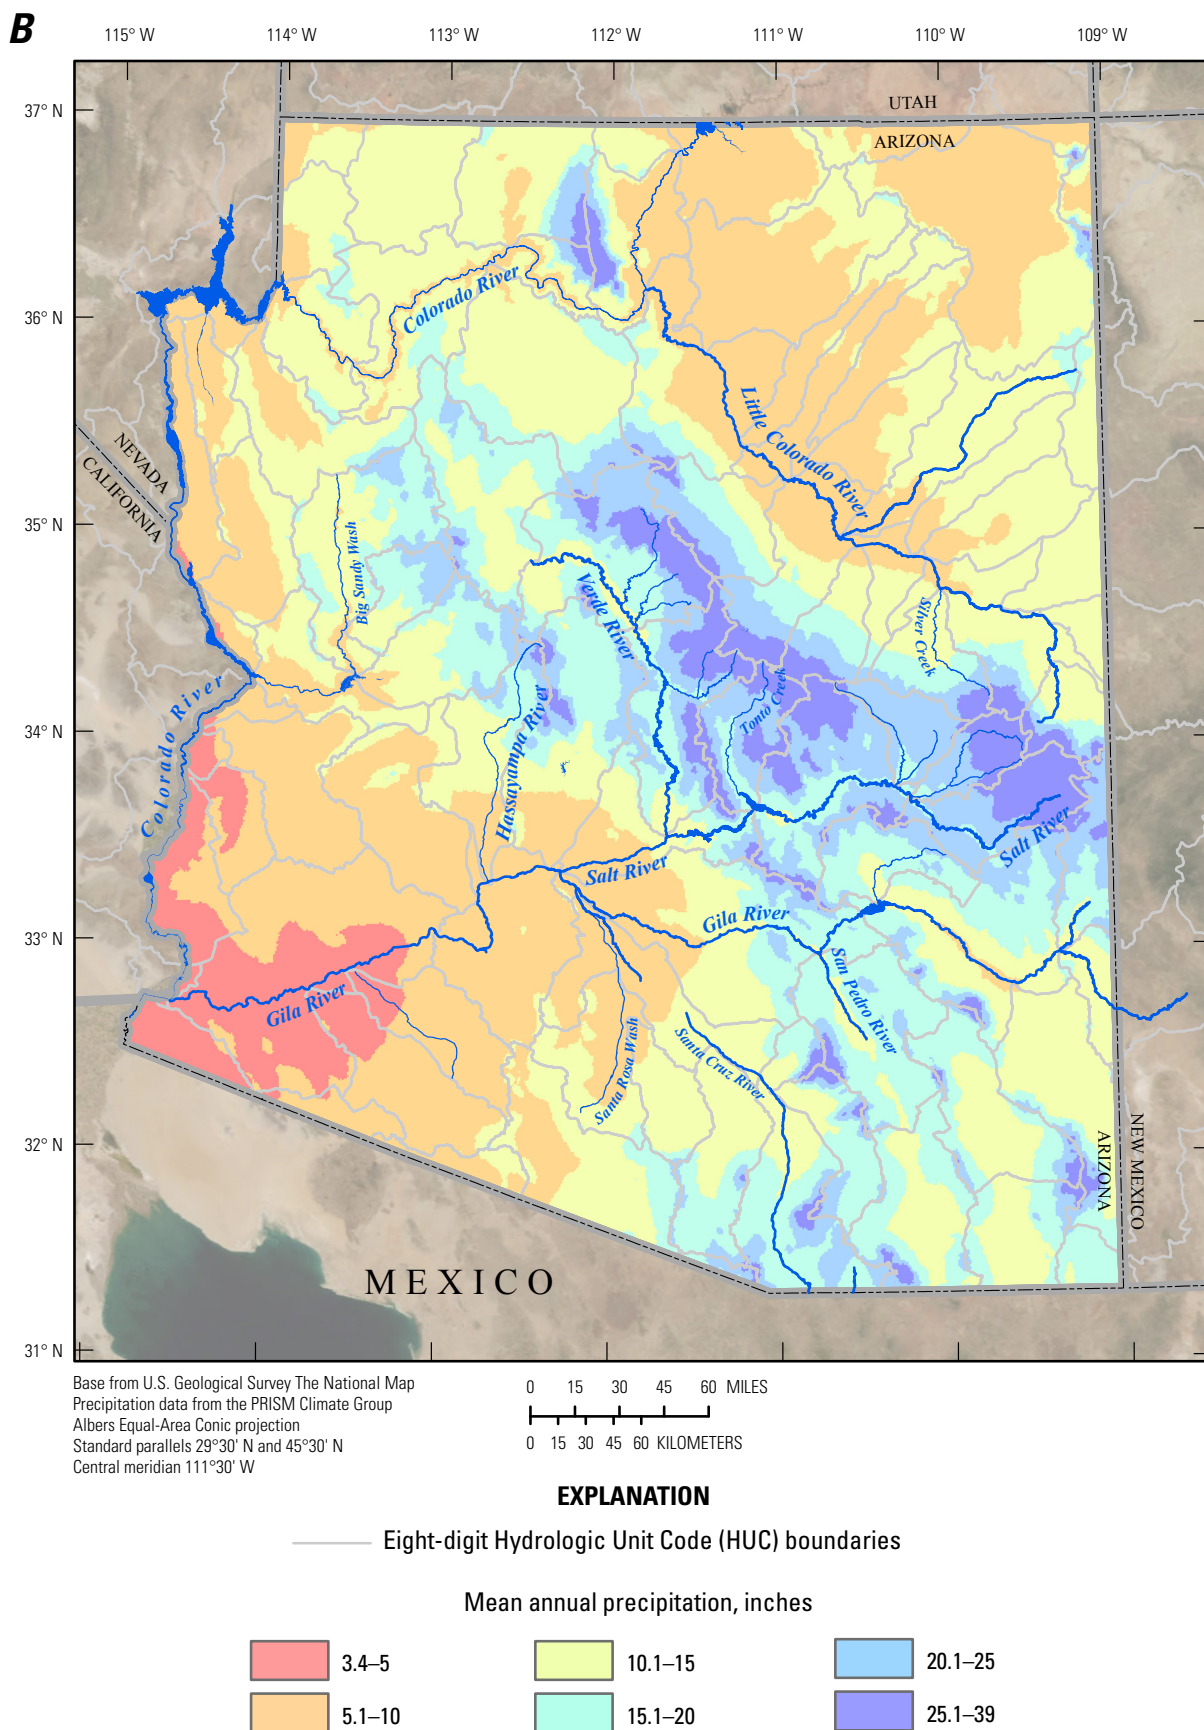 B
115° W 114° W 113° W 112° W 111° W 110° W 109° W
37° N
UTAH
ARIZONA
Colorado River
36° N
Little Colorado River
NEVADA
CALIFORNIA
35° N
Big Sandy Wash
Verde River
Silver Creek
Colorado River
Tonto Creek
Hassayampa River
34° N
Salt River
Salt River
Gila River
33° N
San Pedro River
Gila River
Santa Rosa Wash
Santa Cruz River
32° N
ARIZONA
NEW MEXICO
MEXICO
31° N
Base from U.S. Geological Survey The National Map
Precipitation data from the PRISM Climate Group
Albers Equal-Area Conic projection
Standard parallels 29°30' N and 45°30' N
Central meridian 111°30' W
0 15 30 45 60 MILES
0 15 30 45 60 KILOMETERS
EXPLANATION
Eight-digit Hydrologic Unit Code (HUC) boundaries
Mean annual precipitation, inches
3.4–5 10.1–15 20.1–25
5.1–10 15.1–20 25.1–39